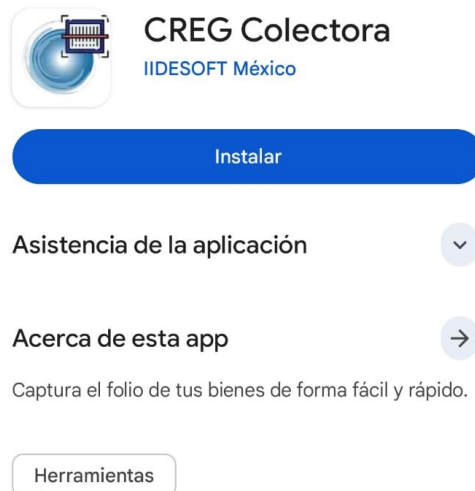 CREG Colectora
IIDESOFT México
Instalar
Asistencia de la aplicación
Acerca de esta app
Captura el folio de tus bienes de forma fácil y rápido.
Herramientas